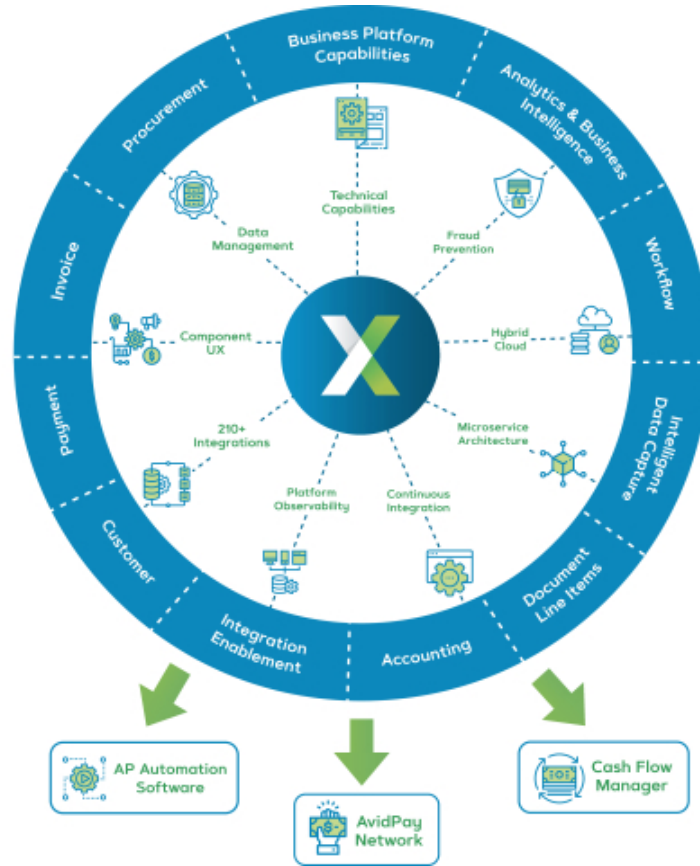 Business Platform
Capabilities
Analytics & Business
Intelligence
Workflow
Intelligent
Data Capture
Document
Line Items
Accounting
Integration
Enablement
Customer
Payment
Invoice
Procurement
Technical
Capabilities
Fraud
Prevention
Hybrid
Cloud
Microservice
Architecture
Continuous
Integration
Platform
Observability
210+
Integrations
Component
UX
Data
Management
AP Automation
Software
AvidPay
Network
Cash Flow
Manager